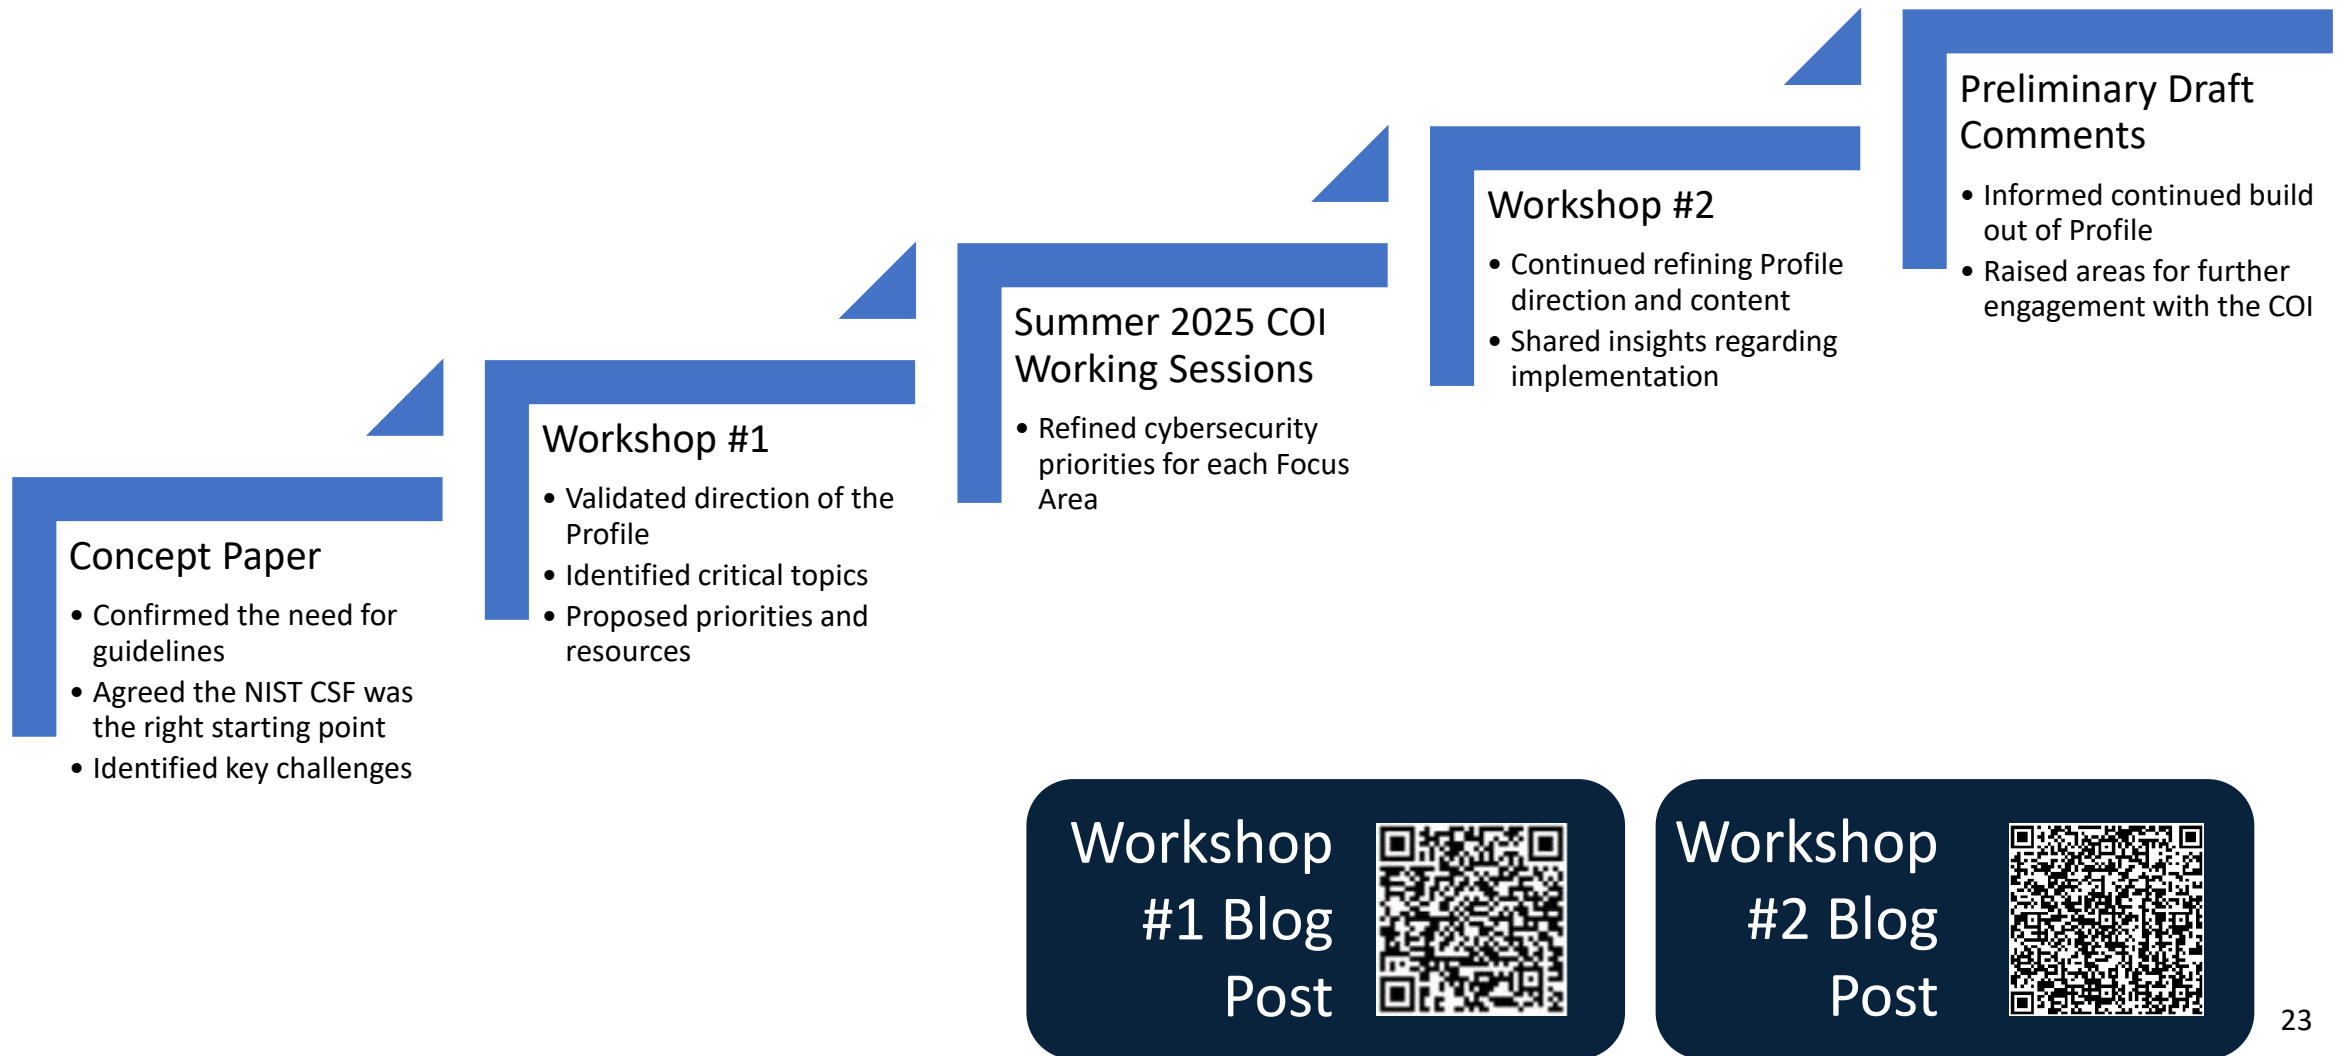 Concept Paper
• Confirmed the need for
guidelines
• Agreed the NIST CSF was
the right starting point
• Identified key challenges
Workshop #1
• Validated direction of the
Profile
• Identified critical topics
• Proposed priorities and
resources
Summer 2025 COI
Working Sessions
• Refined cybersecurity
priorities for each Focus
Area
Workshop #2
• Continued refining Profile
direction and content
• Shared insights regarding
implementation
Preliminary Draft
Comments
• Informed continued build
out of Profile
• Raised areas for further
engagement with the COI
Workshop
#1 Blog
Post
Workshop
#2 Blog
Post
23